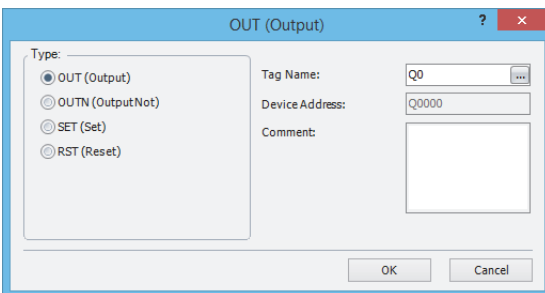 OUT (Output)
?
×
Type:
OUT (Output)
OUTN (Output Not)
SET (Set)
RST (Reset)
Tag Name:
Q0
...
Device Address:
Q0000
Comment:
OK
Cancel